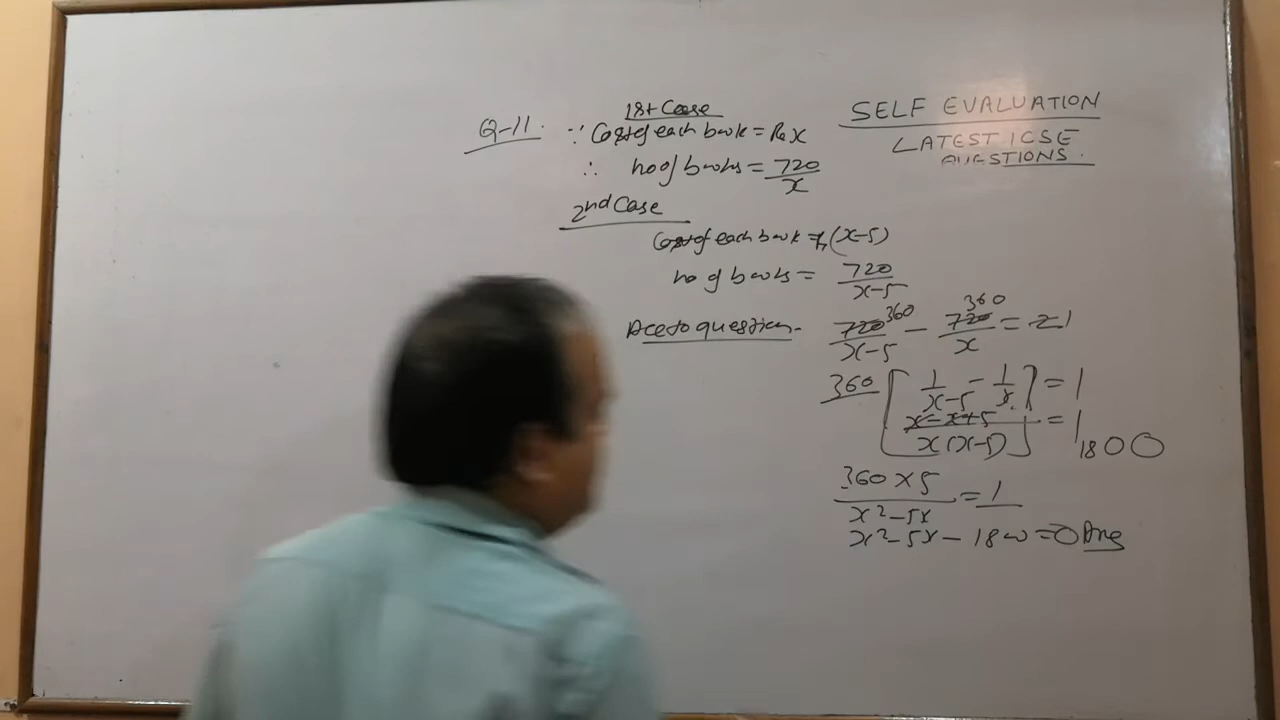 SELF EVALUATION
LATEST ICSE
QUESTIONS.
Q-11.
1st Case
∵ Cost of each book = Rs x
∴ no of books = 720/x
2nd Case
Cost of each book = Rs (x-5)
no of books = 720/x-5
Acc to question. 720 360/x-5 - 720 360/x = 2 1
360 [ 1/x-5 - 1/x ] = 1
x-x+5/x(x-5) = 1
1800
360 x 5/x²-5x = 1
x²-5x-1800=0 Ans